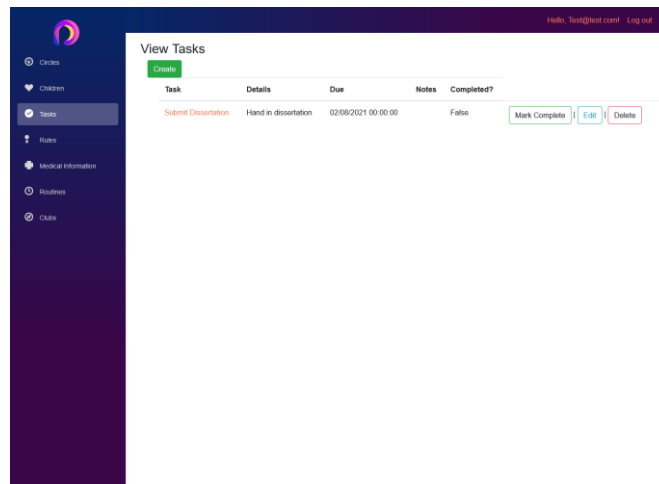 Hello, Test@test.com! Log out
Circles
Children
Tasks
Rules
Medical Information
Routines
Clubs
View Tasks
Create
Task Details Due Notes Completed?
Submit Dissertation Hand in dissertation 02/08/2021 00:00:00 False Mark Complete | Edit | Delete